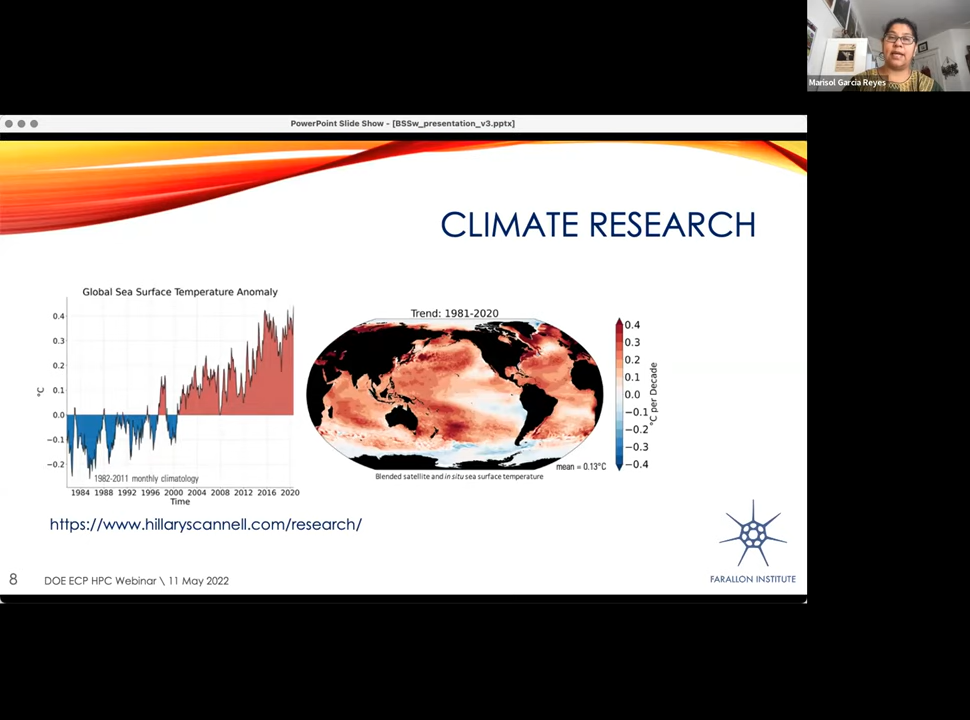 Marisol García Reyes
PowerPoint Slide Show - [BSSw_presentation_v3.pptx]
CLIMATE RESEARCH
Global Sea Surface Temperature Anomaly
0.4
0.3
0.2
0.1
0.0
−0.1
−0.2
°C
1982-2011 monthly climatology
1984 1988 1992 1996 2000 2004 2008 2012 2016 2020
Time
Trend: 1981-2020
mean = 0.13°C
Blended satellite and in situ sea surface temperature
0.4
0.3
0.2
0.1
0.0
−0.1
−0.2
−0.3
−0.4
°C per Decade
https://www.hillaryscannell.com/research/
FARALLON INSTITUTE
8 DOE ECP HPC Webinar \ 11 May 2022